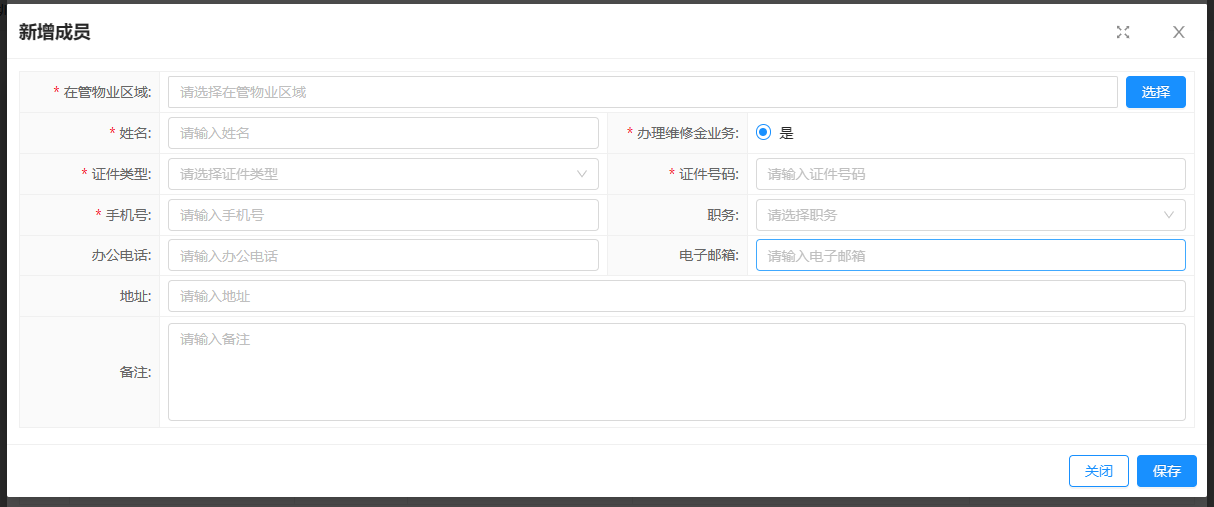 新增成员
* 在管物业区域: 请选择在管物业区域 选择
* 姓名: 请输入姓名 * 办理维修金业务: 是
* 证件类型: 请选择证件类型 * 证件号码: 请输入证件号码
* 手机号: 请输入手机号 职务: 请选择职务
办公电话: 请输入办公电话 电子邮箱: 请输入电子邮箱
地址: 请输入地址
备注: 请输入备注
关闭 保存